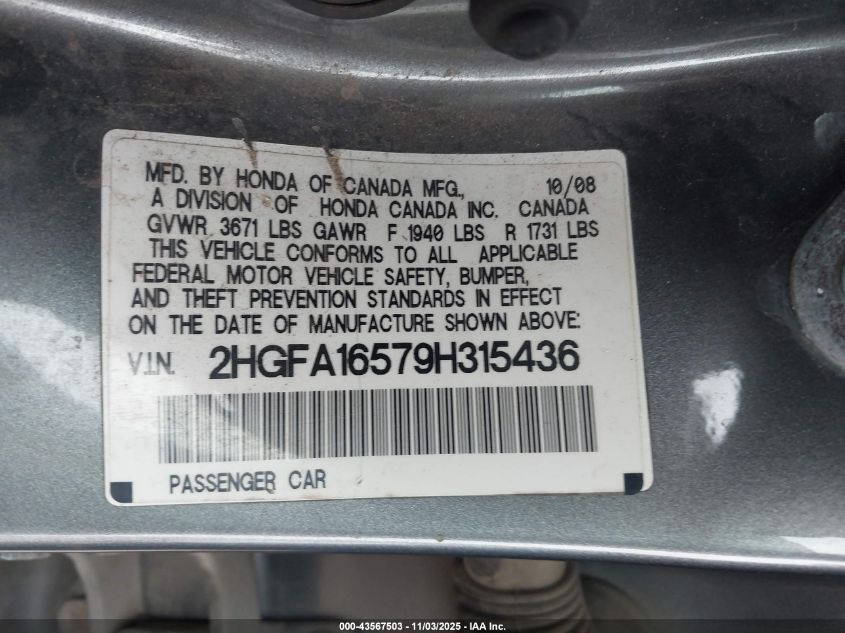 MFD. BY HONDA OF CANADA MFG., 10/08
A DIVISION OF HONDA CANADA INC. CANADA
GVWR 3671 LBS GAWR F 1940 LBS R 1731 LBS
THIS VEHICLE CONFORMS TO ALL APPLICABLE
FEDERAL MOTOR VEHICLE SAFETY, BUMPER,
AND THEFT PREVENTION STANDARDS IN EFFECT
ON THE DATE OF MANUFACTURE SHOWN ABOVE:
V.I.N. 2HGFA16579H315436
PASSENGER CAR
000-43567503 - 11/03/2025 - IAA Inc.